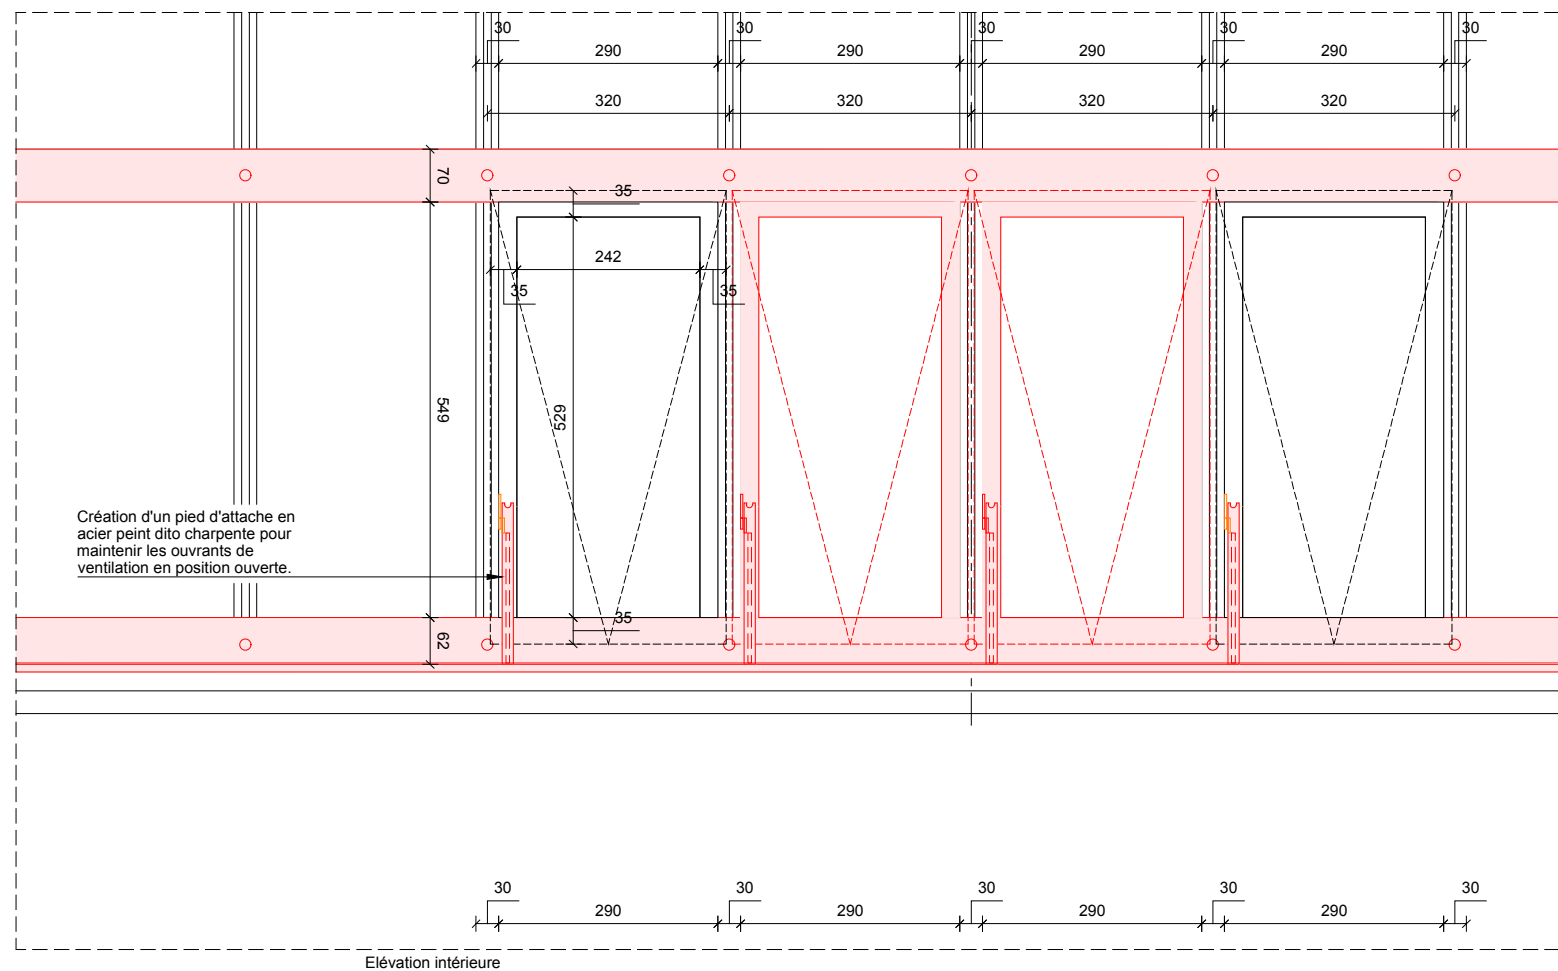 30 30 30 30 30
290 290 290 290
320 320 320 320
70
35
242
35 35
549
529
Création d'un pied d'attache en
acier peint dito charpente pour
maintenir les ouvrants de
ventilation en position ouverte.
35
62
30 30 30 30 30
290 290 290 290
Elévation intérieure